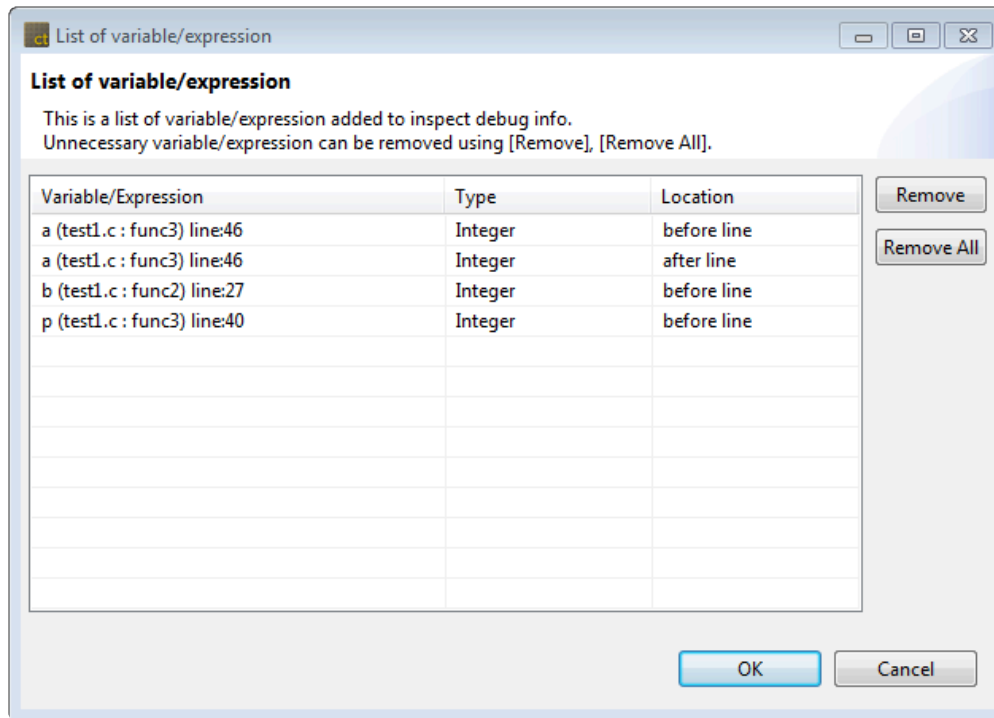 ct List of variable/expression
List of variable/expression
This is a list of variable/expression added to inspect debug info.
Unnecessary variable/expression can be removed using [Remove], [Remove All].
Variable/Expression Type Location
a (test1.c : func3) line:46 Integer before line
a (test1.c : func3) line:46 Integer after line
b (test1.c : func2) line:27 Integer before line
p (test1.c : func3) line:40 Integer before line
Remove
Remove All
OK Cancel